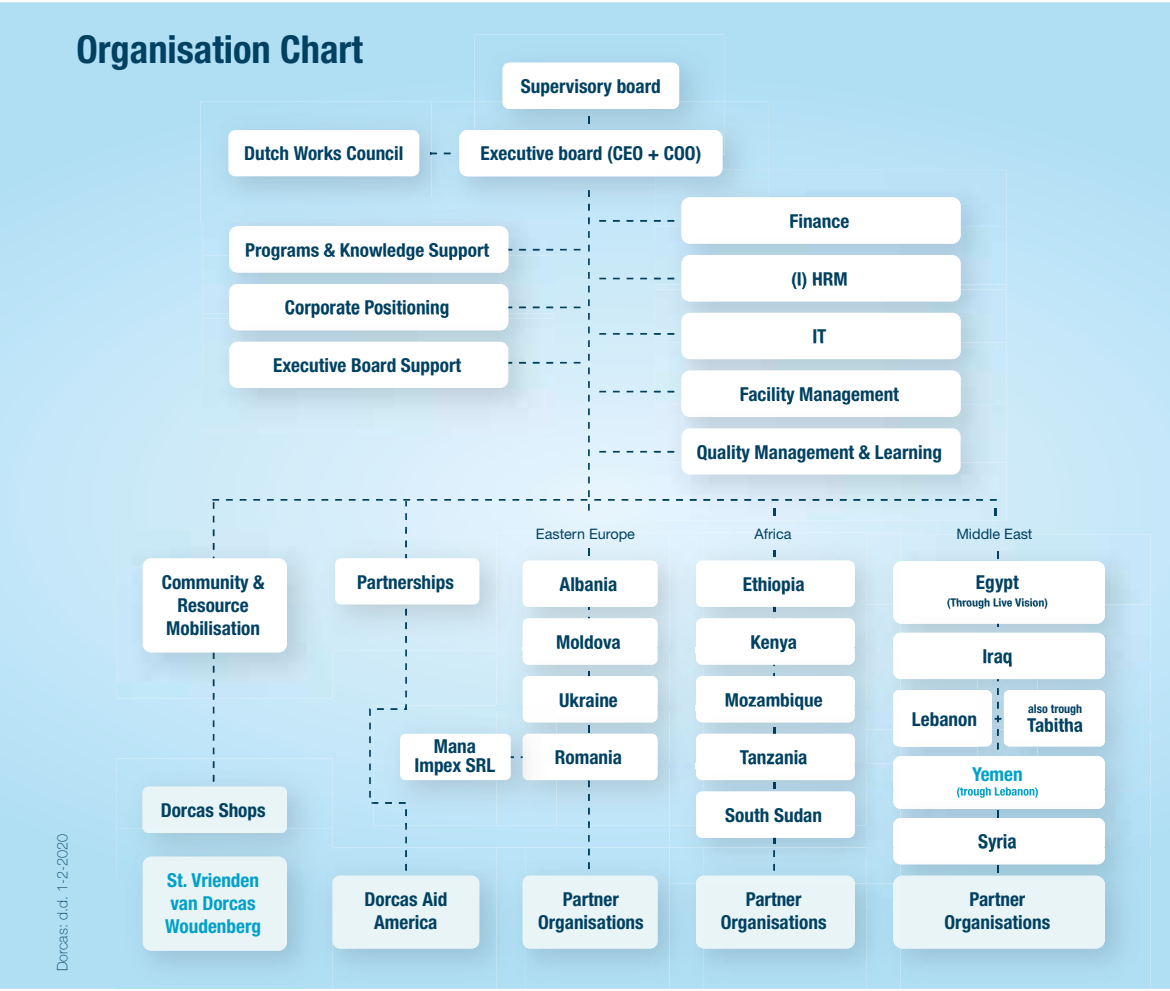 Organisation Chart
Supervisory board
Dutch Works Council
Executive board (CEO + COO)
Finance
Programs & Knowledge Support
(I) HRM
Corporate Positioning
IT
Executive Board Support
Facility Management
Quality Management & Learning
Eastern Europe
Africa
Middle East
Community &
Resource
Mobilisation
Partnerships
Albania
Moldova
Ukraine
Romania
Mana
Impex SRL
Ethiopia
Kenya
Mozambique
Tanzania
South Sudan
Egypt
(Through Live Vision)
Iraq
Lebanon
+
also trough
Tabitha
Yemen
(trough Lebanon)
Syria
Dorcas Shops
St. Vrienden
van Dorcas
Woudenberg
Dorcas Aid
America
Partner
Organisations
Partner
Organisations
Partner
Organisations
Dorcas: d.d. 1-2-2020